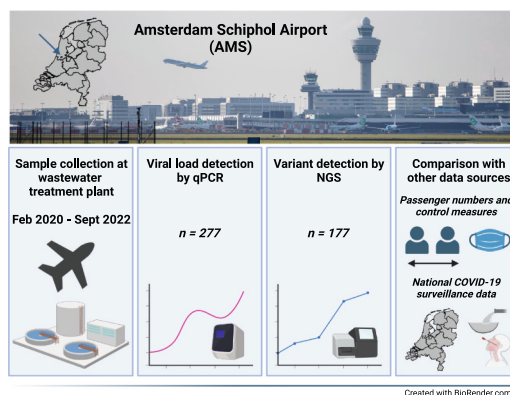 Amsterdam Schiphol Airport
(AMS)
Sample collection at
wastewater
treatment plant
Feb 2020 - Sept 2022
Viral load detection
by qPCR
n = 277
Variant detection by
NGS
n = 177
Comparison with
other data sources
Passenger numbers and
control measures
National COVID-19
surveillance data
Created with BioRender.com